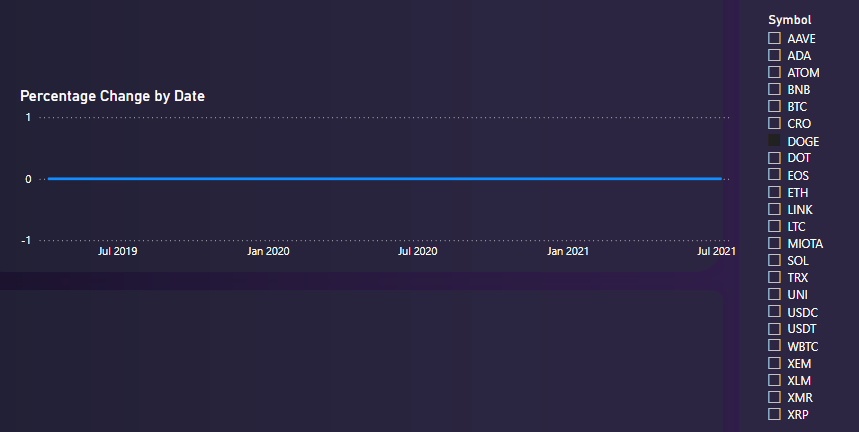 Percentage Change by Date
1
0
-1
Jul 2019
Jan 2020
Jul 2020
Jan 2021
Jul 2021
Symbol
AAVE
ADA
ATOM
BNB
BTC
CRO
DOGE
DOT
EOS
ETH
LINK
LTC
MIOTA
SOL
TRX
UNI
USDC
USDT
WBTC
XEM
XLM
XMR
XRP